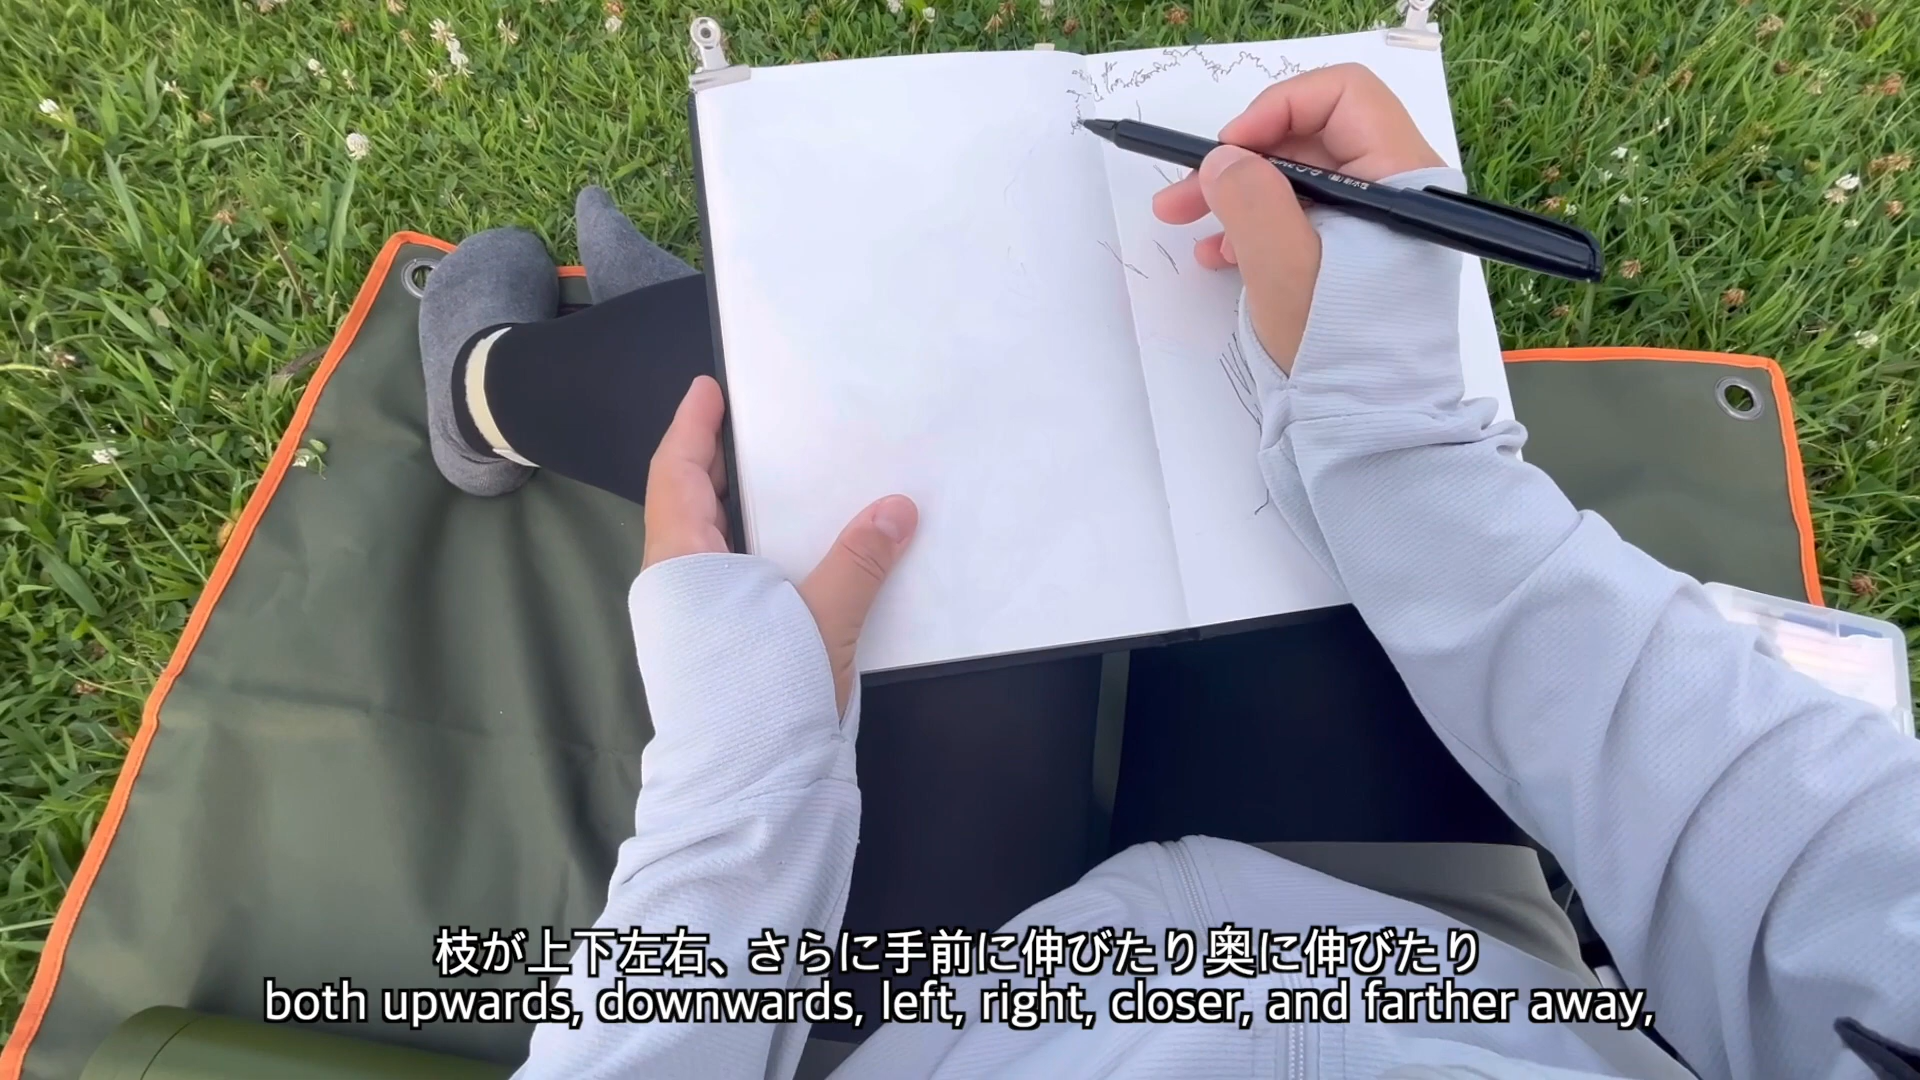 枝が上下左右、さらに手前に伸びたり奥に伸びたり
both upwards, downwards, left, right, closer, and farther away,